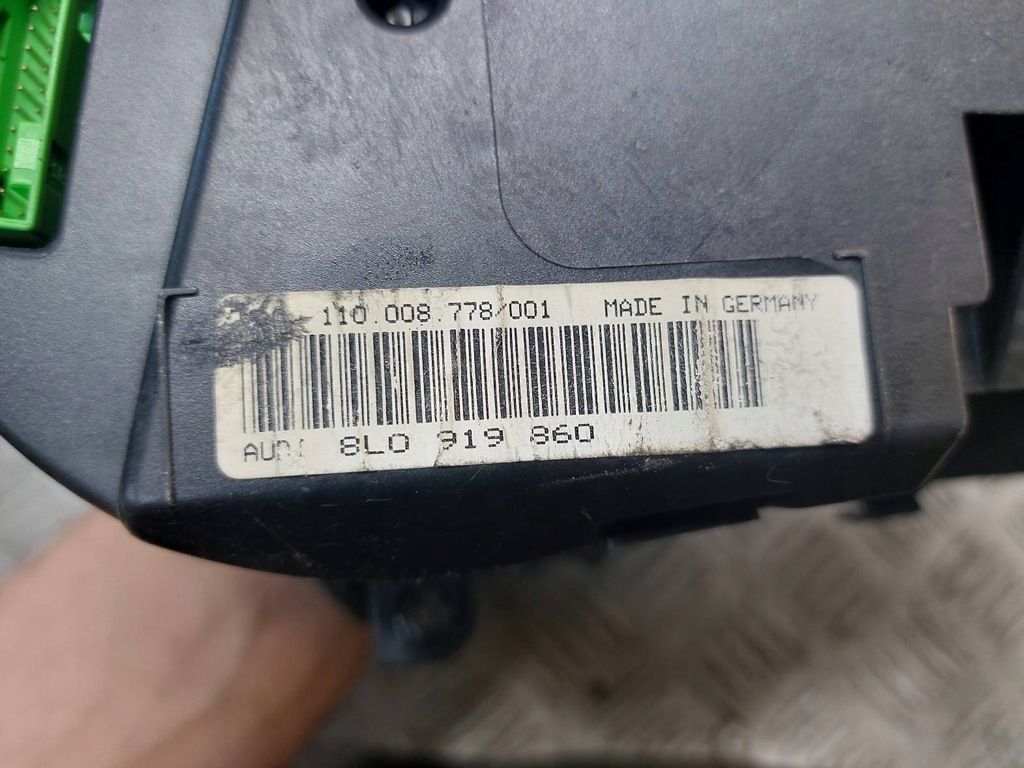 110.008.778/001 MADE IN GERMANY
AUDI 8L0 919 860